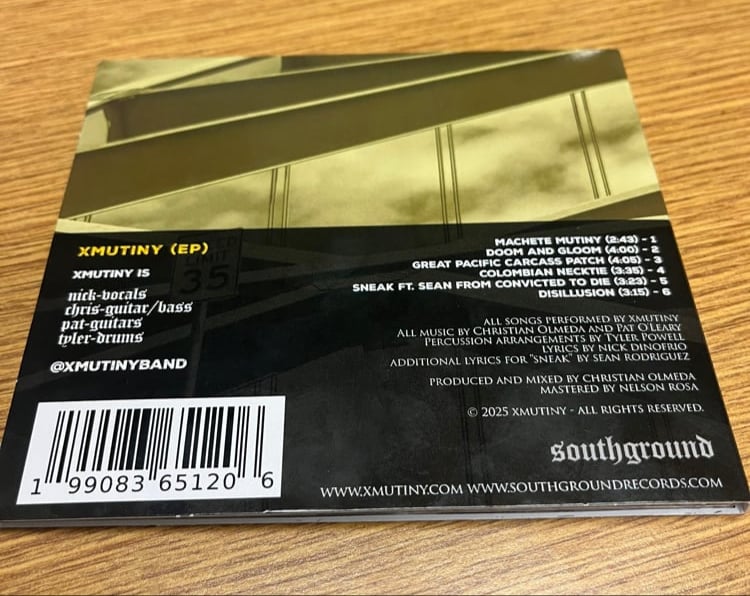 XMUTINY (EP)
XMUTINY IS
nick-vocals
chris-guitar/bass
pat-guitars
tyler-drums
@XMUTINYBAND
SPEED
LIMIT
35
MACHETE MUTINY (2:43) - 1
DOOM AND GLOOM (4:00) - 2
GREAT PACIFIC CARCASS PATCH (4:05) - 3
COLOMBIAN NECKTIE (3:35) - 4
SNEAK FT. SEAN FROM CONVICTED TO DIE (3:23) - 5
DISILLUSION (3:15) - 6
ALL SONGS PERFORMED BY XMUTINY
ALL MUSIC BY CHRISTIAN OLMEDA AND PAT O'LEARY
PERCUSSION ARRANGEMENTS BY TYLER POWELL
LYRICS BY NICK DINOFRIO
ADDITIONAL LYRICS FOR "SNEAK" BY SEAN RODRIGUEZ
PRODUCED AND MIXED BY CHRISTIAN OLMEDA
MASTERED BY NELSON ROSA
© 2025 XMUTINY - ALL RIGHTS RESERVED.
southground
WWW.XMUTINY.COM WWW.SOUTHGROUNDRECORDS.COM
1 99083 65120 6